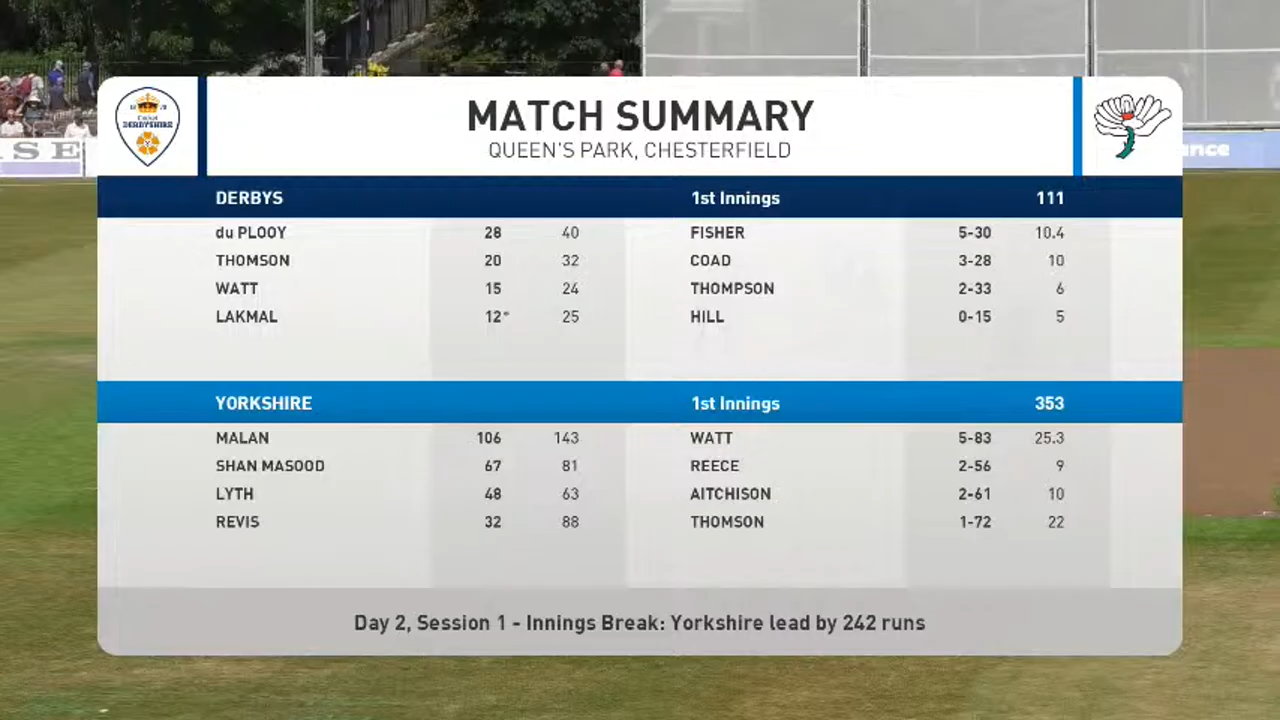 MATCH SUMMARY
QUEEN'S PARK, CHESTERFIELD
Cricket
DERBYSHIRE
ISE
ance
DERBYS 1st Innings 111
du PLOOY 28 40 FISHER 5-30 10.4
THOMSON 20 32 COAD 3-28 10
WATT 15 24 THOMPSON 2-33 6
LAKMAL 12* 25 HILL 0-15 5
YORKSHIRE 1st Innings 353
MALAN 106 143 WATT 5-83 25.3
SHAN MASOOD 67 81 REECE 2-56 9
LYTH 48 63 AITCHISON 2-61 10
REVIS 32 88 THOMSON 1-72 22
Day 2, Session 1 - Innings Break: Yorkshire lead by 242 runs